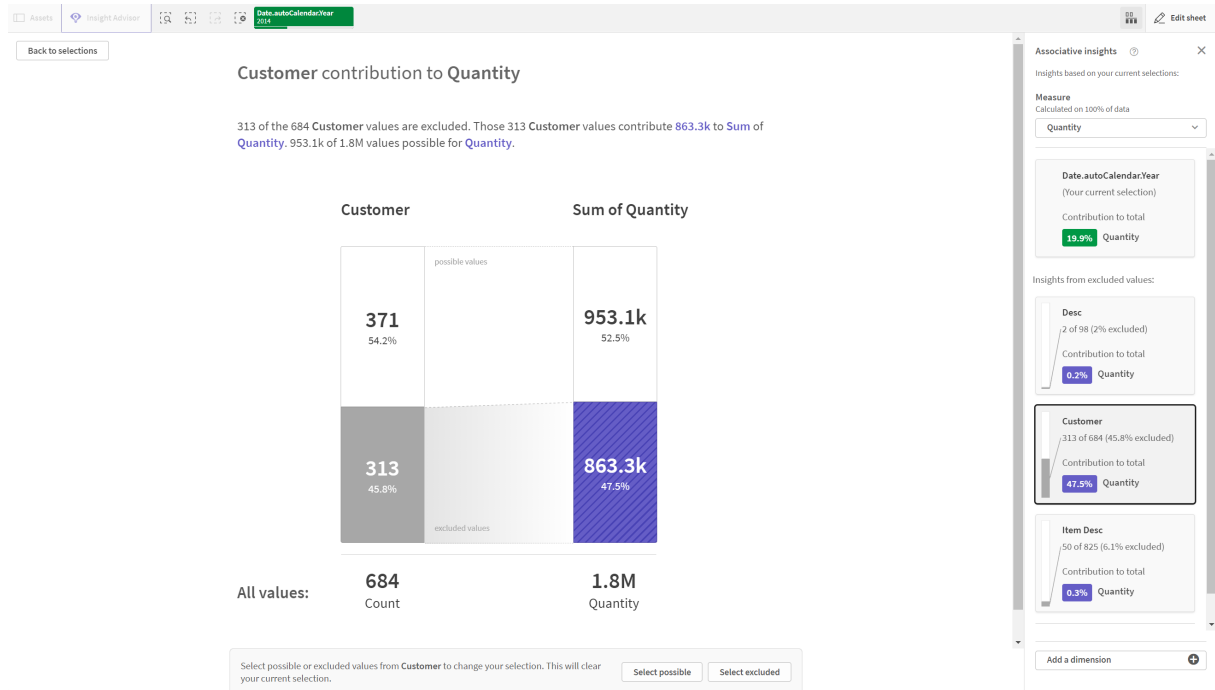 Assets
Insight Advisor
Date.autoCalendar.Year
2014
Edit sheet
Back to selections
Customer contribution to Quantity
313 of the 684 Customer values are excluded. Those 313 Customer values contribute 863.3k to Sum of
Quantity. 953.1k of 1.8M values possible for Quantity.
Customer
Sum of Quantity
possible values
371
54.2%
953.1k
52.5%
313
45.8%
863.3k
47.5%
excluded values
All values:
684
Count
1.8M
Quantity
Select possible or excluded values from Customer to change your selection. This will clear
your current selection.
Select possible
Select excluded
Associative insights
Insights based on your current selections:
Measure
Calculated on 100% of data
Quantity
Date.autoCalendar.Year
(Your current selection)
Contribution to total
19.9% Quantity
Insights from excluded values:
Desc
2 of 98 (2% excluded)
Contribution to total
0.2% Quantity
Customer
313 of 684 (45.8% excluded)
Contribution to total
47.5% Quantity
Item Desc
50 of 825 (6.1% excluded)
Contribution to total
0.3% Quantity
Add a dimension